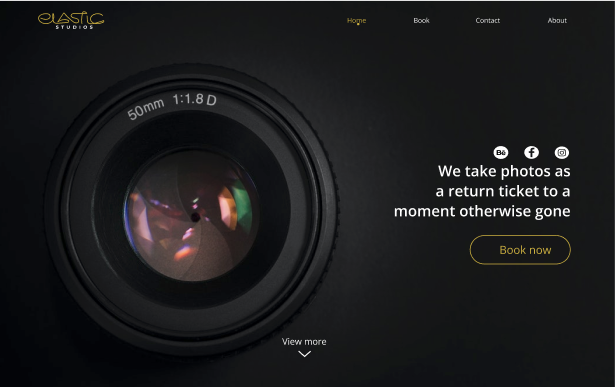 elastic
STUDIOS
Home
Book
Contact
About
50mm 1:1.8 D
Bē
f
We take photos as
a return ticket to a
moment otherwise gone
Book now
View more